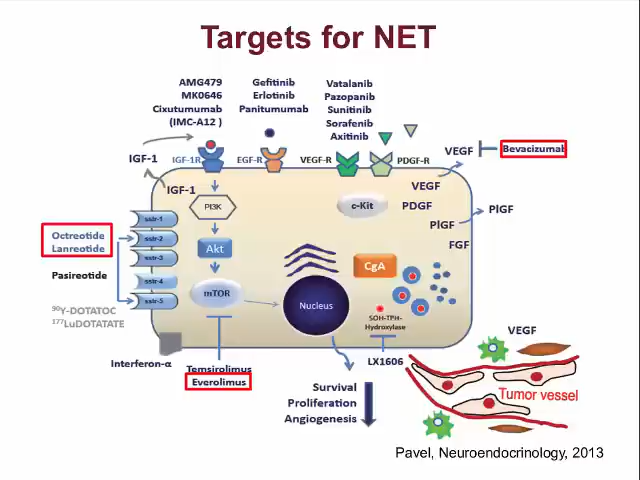 Targets for NET
AMG479
MK0646
Cixutumumab
(IMC-A12 )
Gefitinib
Erlotinib
Panitumumab
Vatalanib
Pazopanib
Sunitinib
Sorafenib
Axitinib
IGF-1
IGF-1R
EGF-R
VEGF-R
PDGF-R
VEGF
Bevacizumab
IGF-1
PI3K
VEGF
c-Kit
PDGF
PlGF
PlGF
FGF
sstr-1
sstr-2
sstr-3
sstr-4
sstr-5
Octreotide
Lanreotide
Pasireotide
⁹⁰Y-DOTATOC
¹⁷⁷LuDOTATATE
Akt
mTOR
Nucleus
CgA
SOH-TPH-
Hydroxylase
LX1606
Interferon-α
Temsirolimus
Everolimus
Survival
Proliferation
Angiogenesis
VEGF
Tumor vessel
Pavel, Neuroendocrinology, 2013